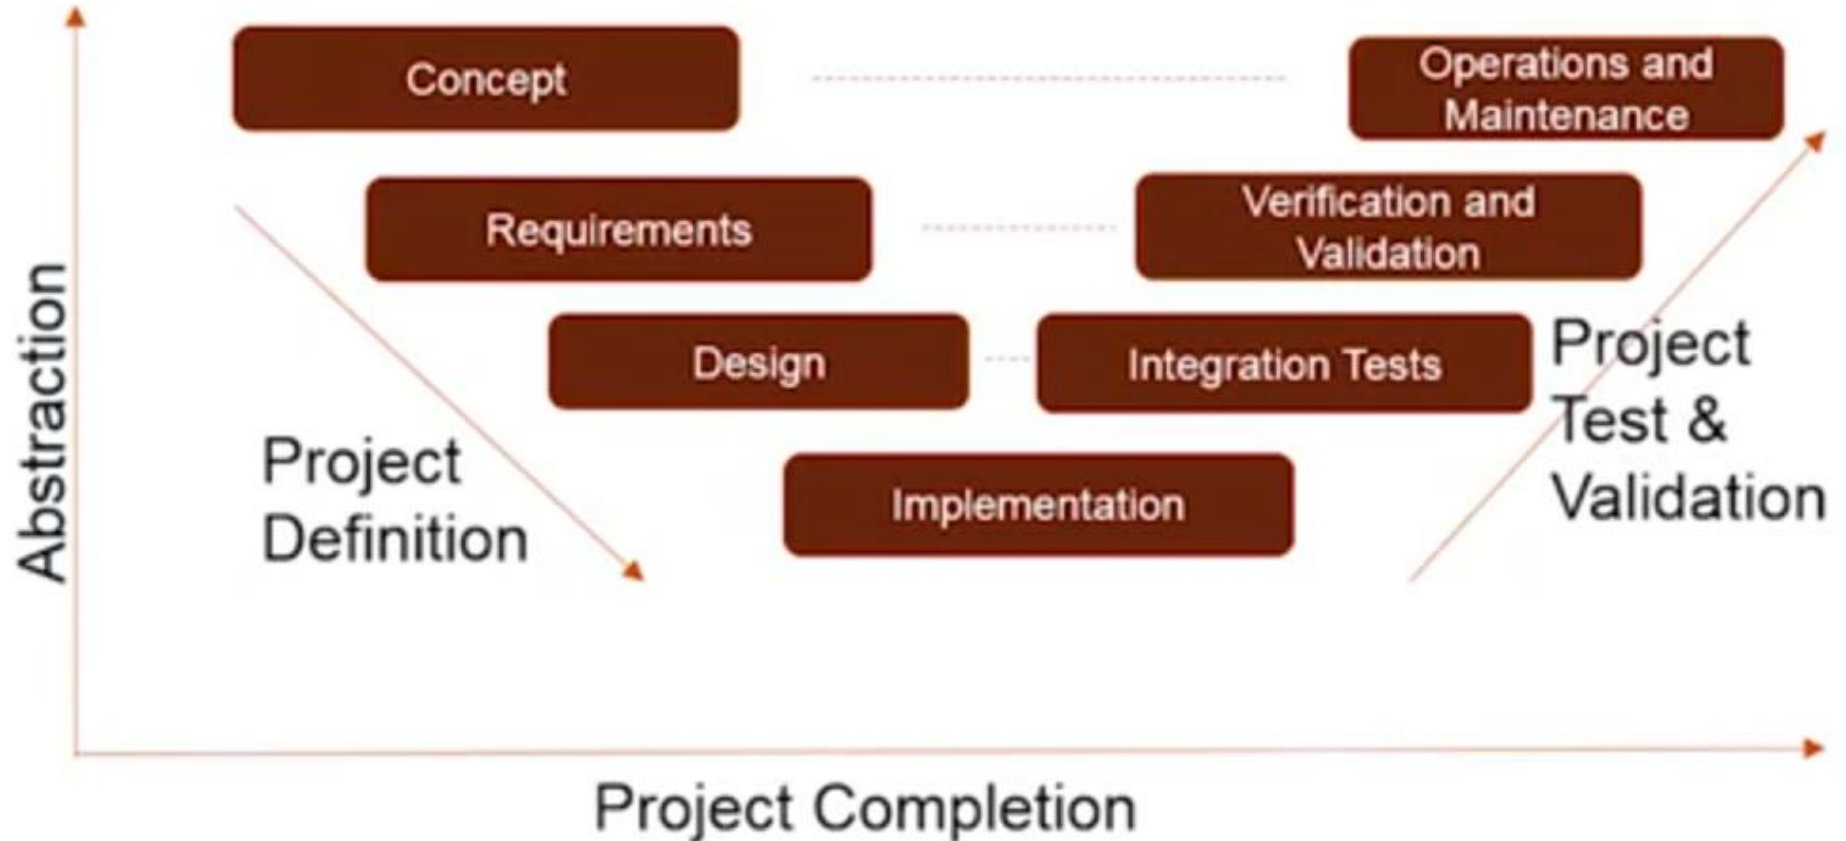 Concept
Operations and
Maintenance
Requirements
Verification and
Validation
Design
Integration Tests
Implementation
Project
Definition
Project
Test &
Validation
Abstraction
Project Completion